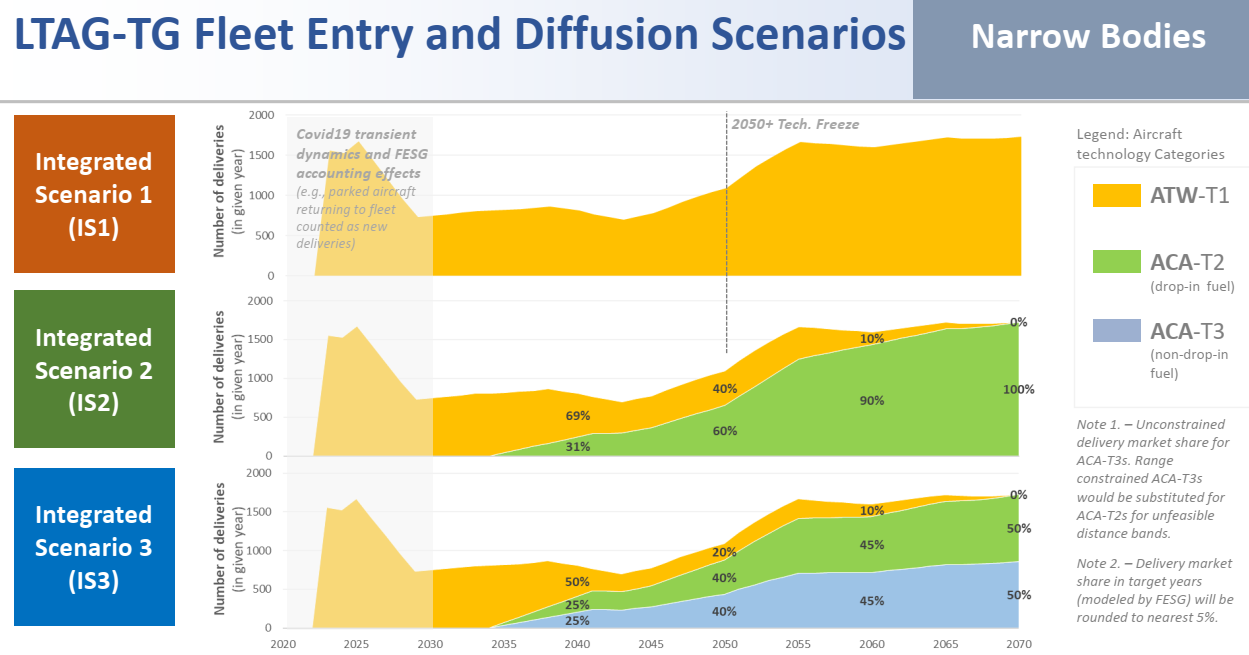 LTAG-TG Fleet Entry and Diffusion Scenarios
Narrow Bodies
Integrated
Scenario 1
(IS1)
Number of deliveries
(in given year)
2000
1500
1000
500
0
Covid19 transient
dynamics and FESG
accounting effects
(e.g., parked aircraft
returning to fleet
counted as new
deliveries)
2050+ Tech. Freeze
Integrated
Scenario 2
(IS2)
Number of deliveries
(in given year)
2000
1500
1000
500
0
69%
31%
40%
60%
10%
90%
0%
100%
Integrated
Scenario 3
(IS3)
Number of deliveries
(in given year)
2000
1500
1000
500
0
50%
25%
25%
20%
40%
40%
10%
45%
45%
0%
50%
50%
2020 2025 2030 2035 2040 2045 2050 2055 2060 2065 2070
Legend: Aircraft
technology Categories
ATW-T1
ACA-T2
(drop-in fuel)
ACA-T3
(non-drop-in
fuel)
Note 1. – Unconstrained
delivery market share for
ACA-T3s. Range
constrained ACA-T3s
would be substituted for
ACA-T2s for unfeasible
distance bands.
Note 2. – Delivery market
share in target years
(modeled by FESG) will be
rounded to nearest 5%.